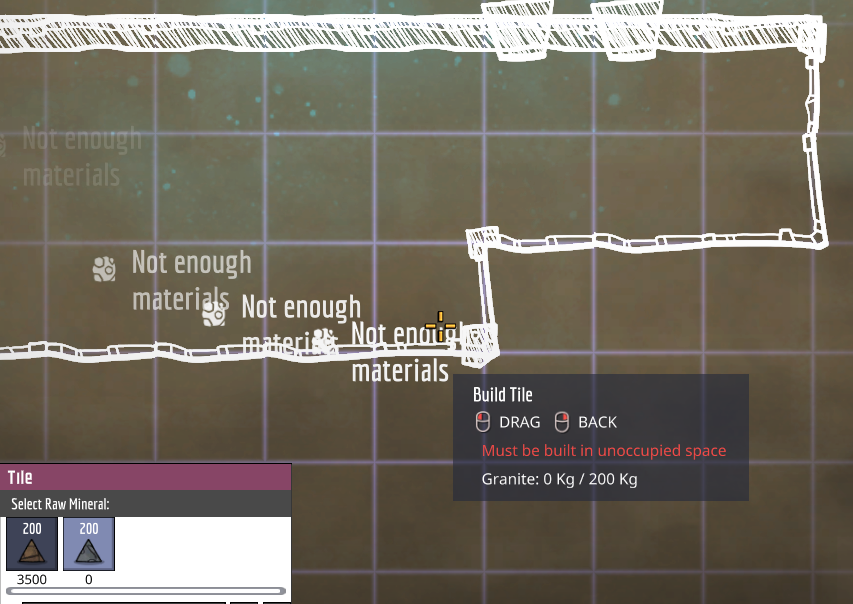 Not enough
materials
Not enough
materials
Not enough
materials
Not enough
materials
Build Tile
DRAG BACK
Must be built in unoccupied space
Granite: 0 Kg / 200 Kg
Tile
Select Raw Mineral:
200 200
3500 0